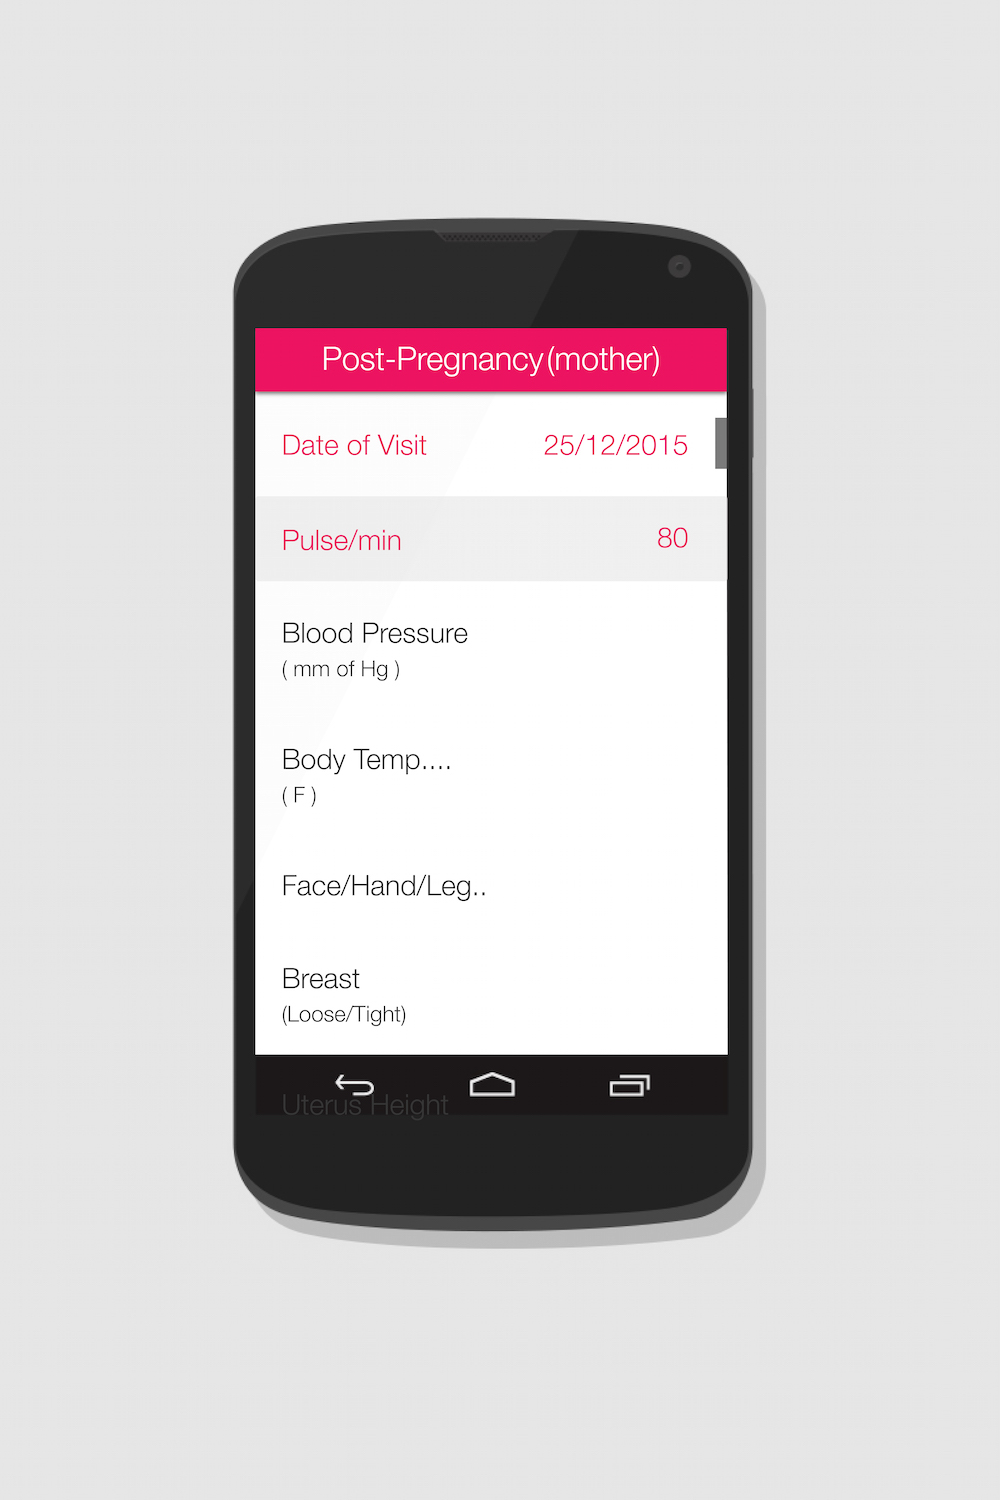 Post-Pregnancy(mother)
Date of Visit 25/12/2015
Pulse/min 80
Blood Pressure
( mm of Hg )
Body Temp....
( F )
Face/Hand/Leg..
Breast
(Loose/Tight)
Uterus Height